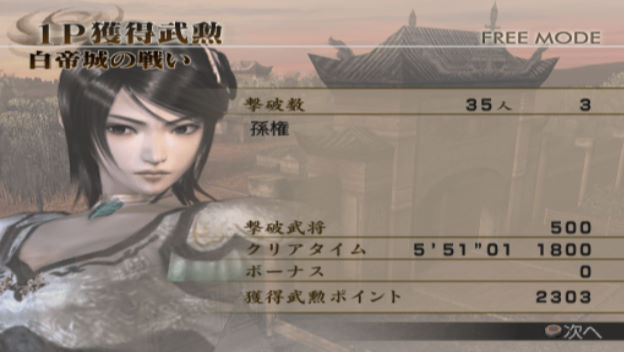 1P獲得武勲
FREE MODE
白帝城の戦い
撃破数 35人 3
孫権
撃破武将 500
クリアタイム 5'51"01 1800
ボーナス 0
獲得武勲ポイント 2303
次へ